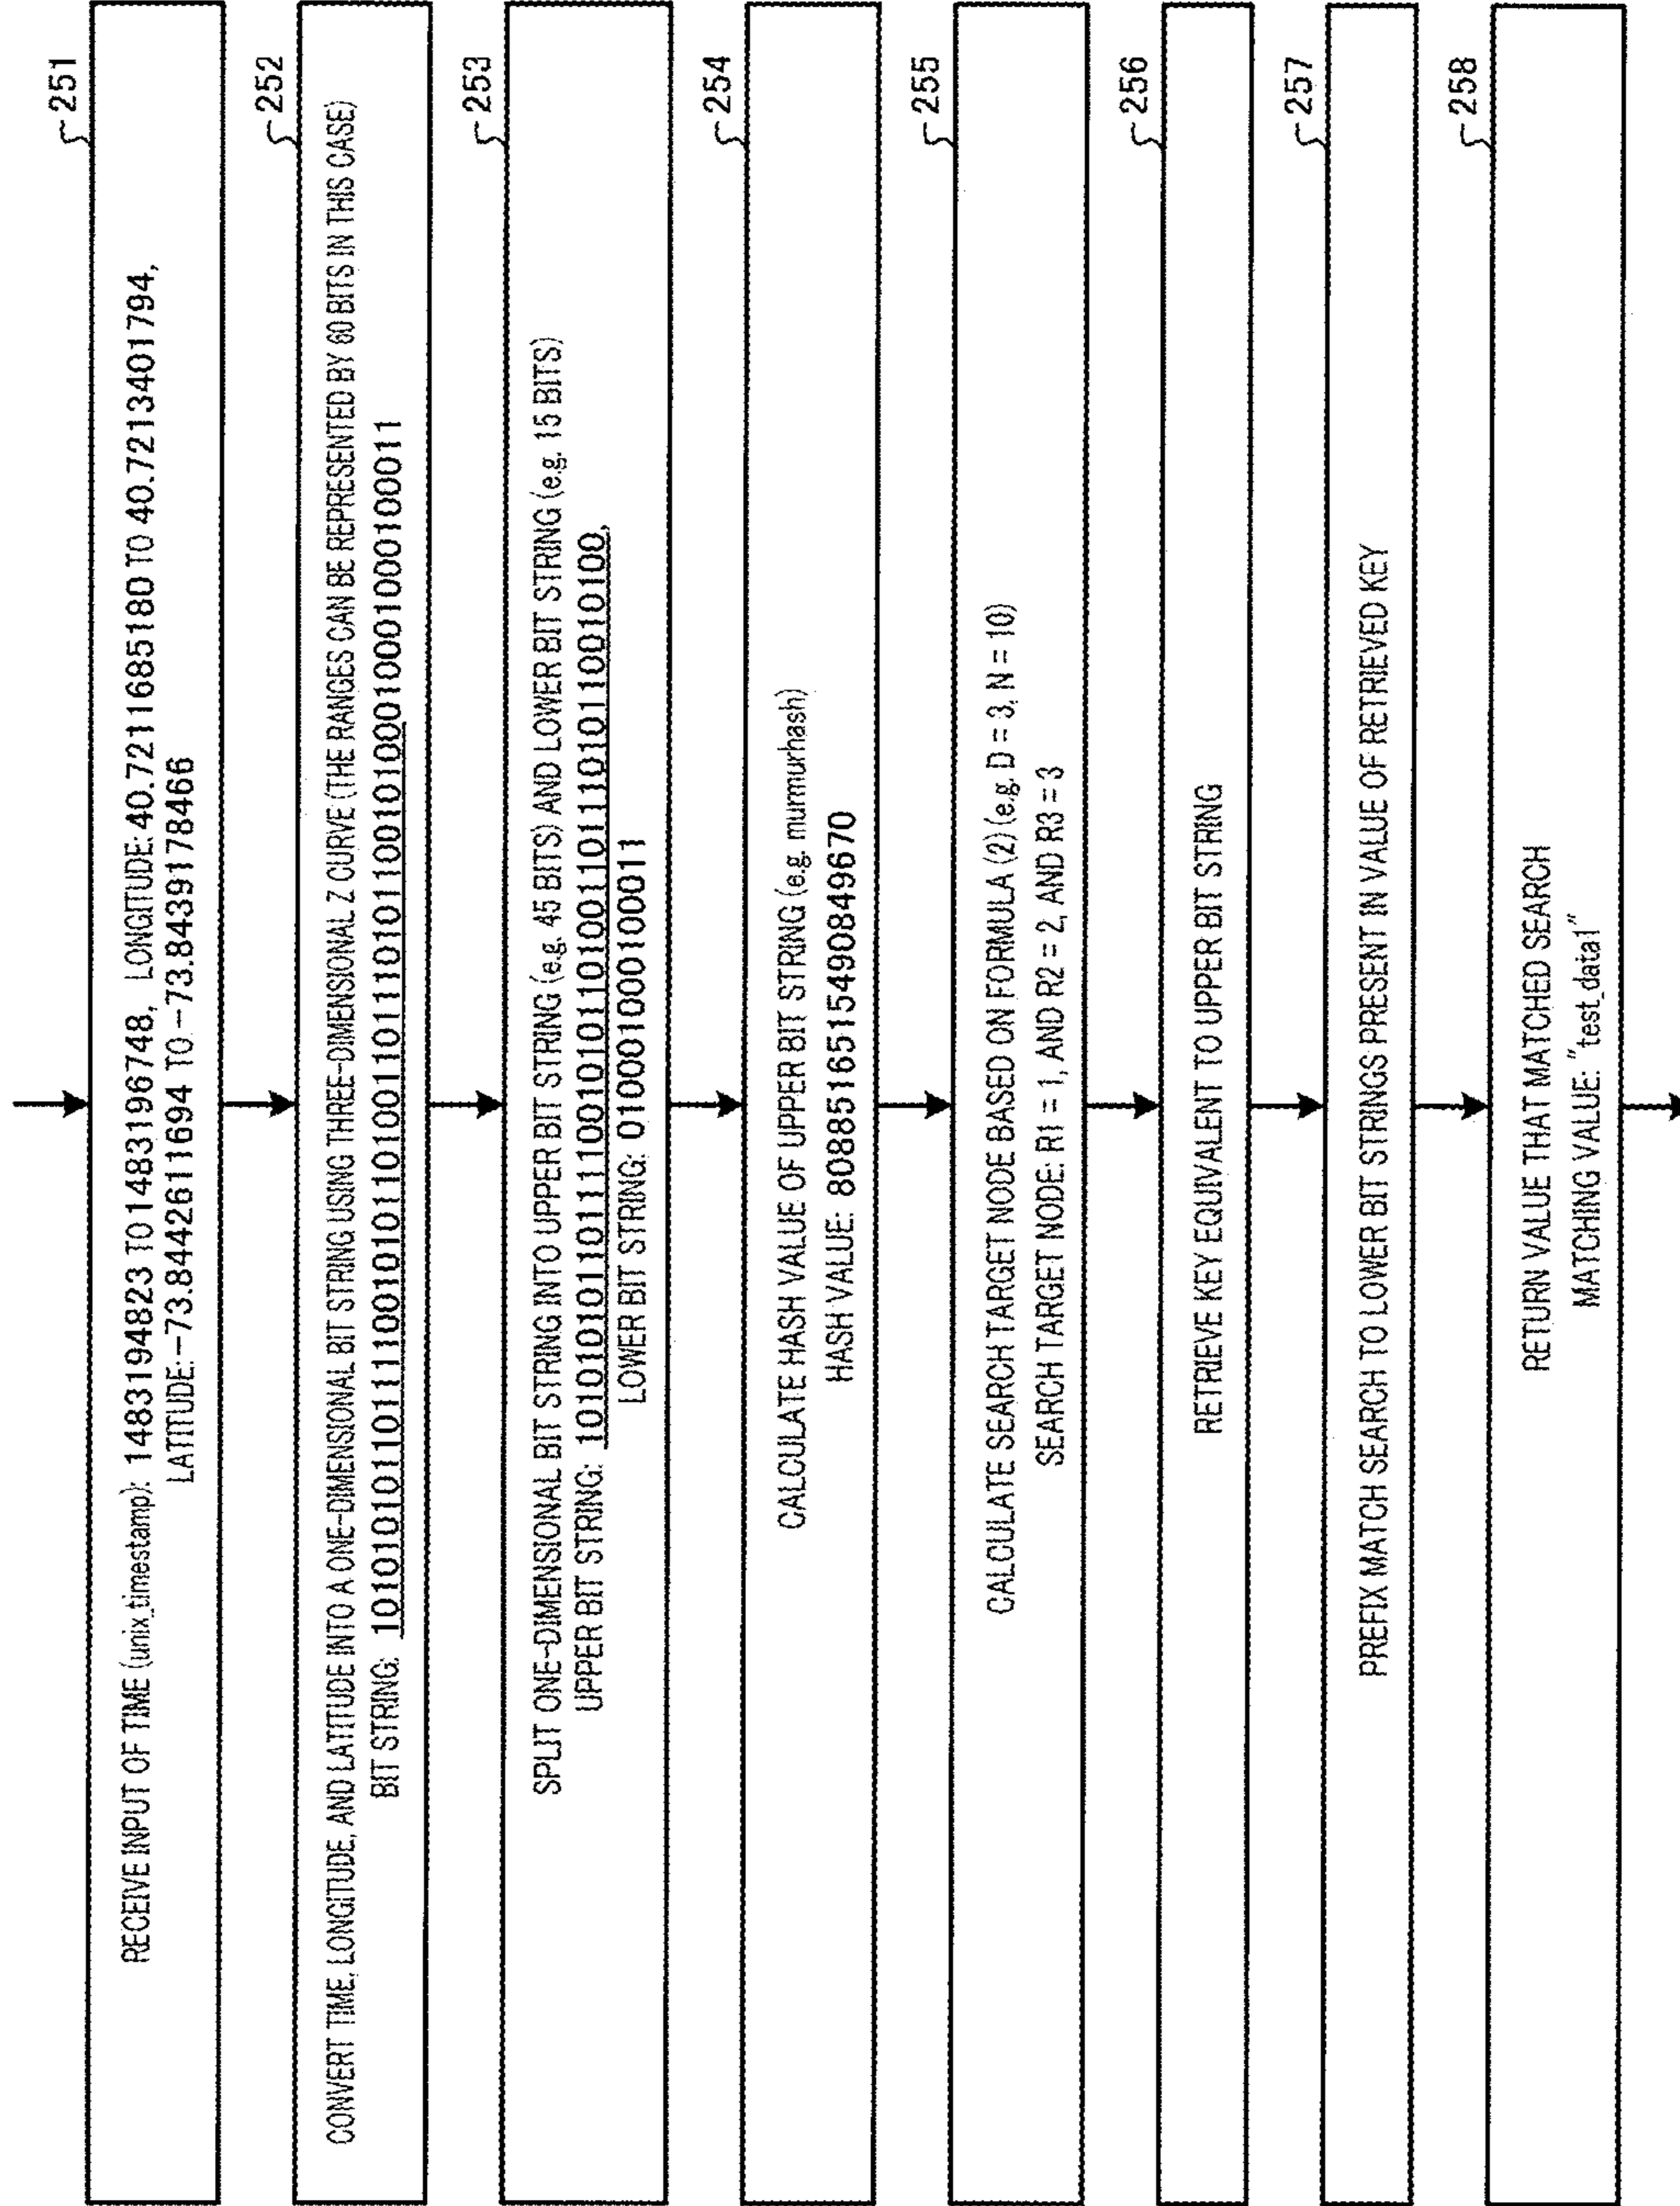 251
RECEIVE INPUT OF TIME (unix_timestamp): 1483194823 TO 1483196748, LONGITUDE: 40.7211685180 TO 40.7213401794,
LATITUDE: -73.8442611694 TO -73.8439178466
252
CONVERT TIME, LONGITUDE, AND LATITUDE INTO A ONE-DIMENSIONAL BIT STRING USING THREE-DIMENSIONAL Z CURVE (THE RANGES CAN BE REPRESENTED BY 60 BITS IN THIS CASE)
BIT STRING:
253
SPLIT ONE-DIMENSIONAL BIT STRING INTO UPPER BIT STRING (e.g. 45 BITS) AND LOWER BIT STRING (e.g. 15 BITS)
UPPER BIT STRING:
LOWER BIT STRING:
254
CALCULATE HASH VALUE OF UPPER BIT STRING (e.g. murmurhash)
HASH VALUE: 8088516515490849670
255
CALCULATE SEARCH TARGET NODE BASED ON FORMULA (2) (e.g. D = 3, N = 10)
SEARCH TARGET NODE: R1 = 1, AND R2 = 2, AND R3 = 3
256
RETRIEVE KEY EQUIVALENT TO UPPER BIT STRING
257
PREFIX MATCH SEARCH TO LOWER BIT STRINGS PRESENT IN VALUE OF RETRIEVED KEY
258
RETURN VALUE THAT MATCHED SEARCH
MATCHING VALUE: "test_data1"